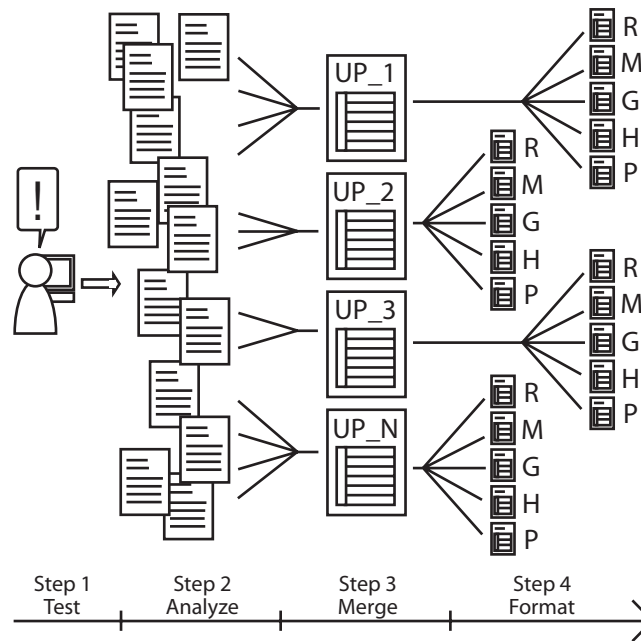 !
UP_1
R
M
G
H
P
UP_2
R
M
G
H
P
UP_3
R
M
G
H
P
UP_N
R
M
G
H
P
Step 1
Test
Step 2
Analyze
Step 3
Merge
Step 4
Format